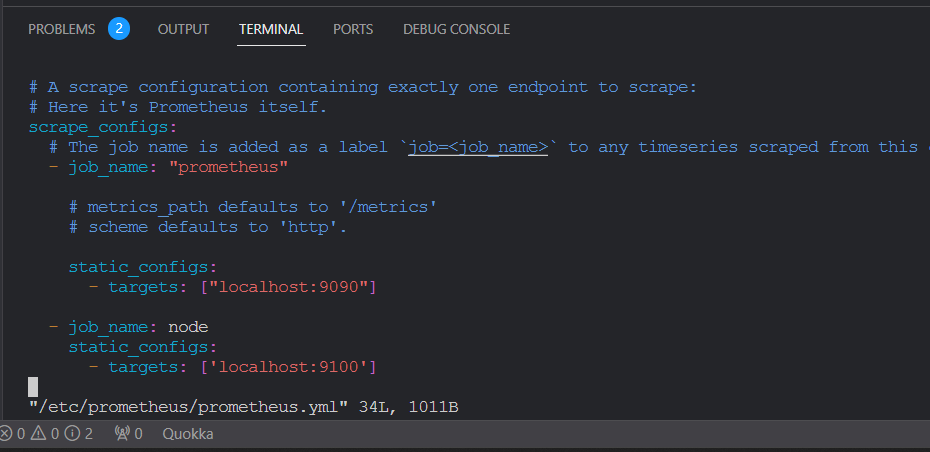 PROBLEMS 2 OUTPUT TERMINAL PORTS DEBUG CONSOLE
# A scrape configuration containing exactly one endpoint to scrape:
# Here it's Prometheus itself.
scrape_configs:
  # The job name is added as a label `job=<job_name>` to any timeseries scraped from this
  - job_name: "prometheus"
    # metrics_path defaults to '/metrics'
    # scheme defaults to 'http'.
    static_configs:
      - targets: ["localhost:9090"]
  - job_name: node
    static_configs:
      - targets: ['localhost:9100']
"/etc/prometheus/prometheus.yml" 34L, 1011B
0 0 2 0 Quokka